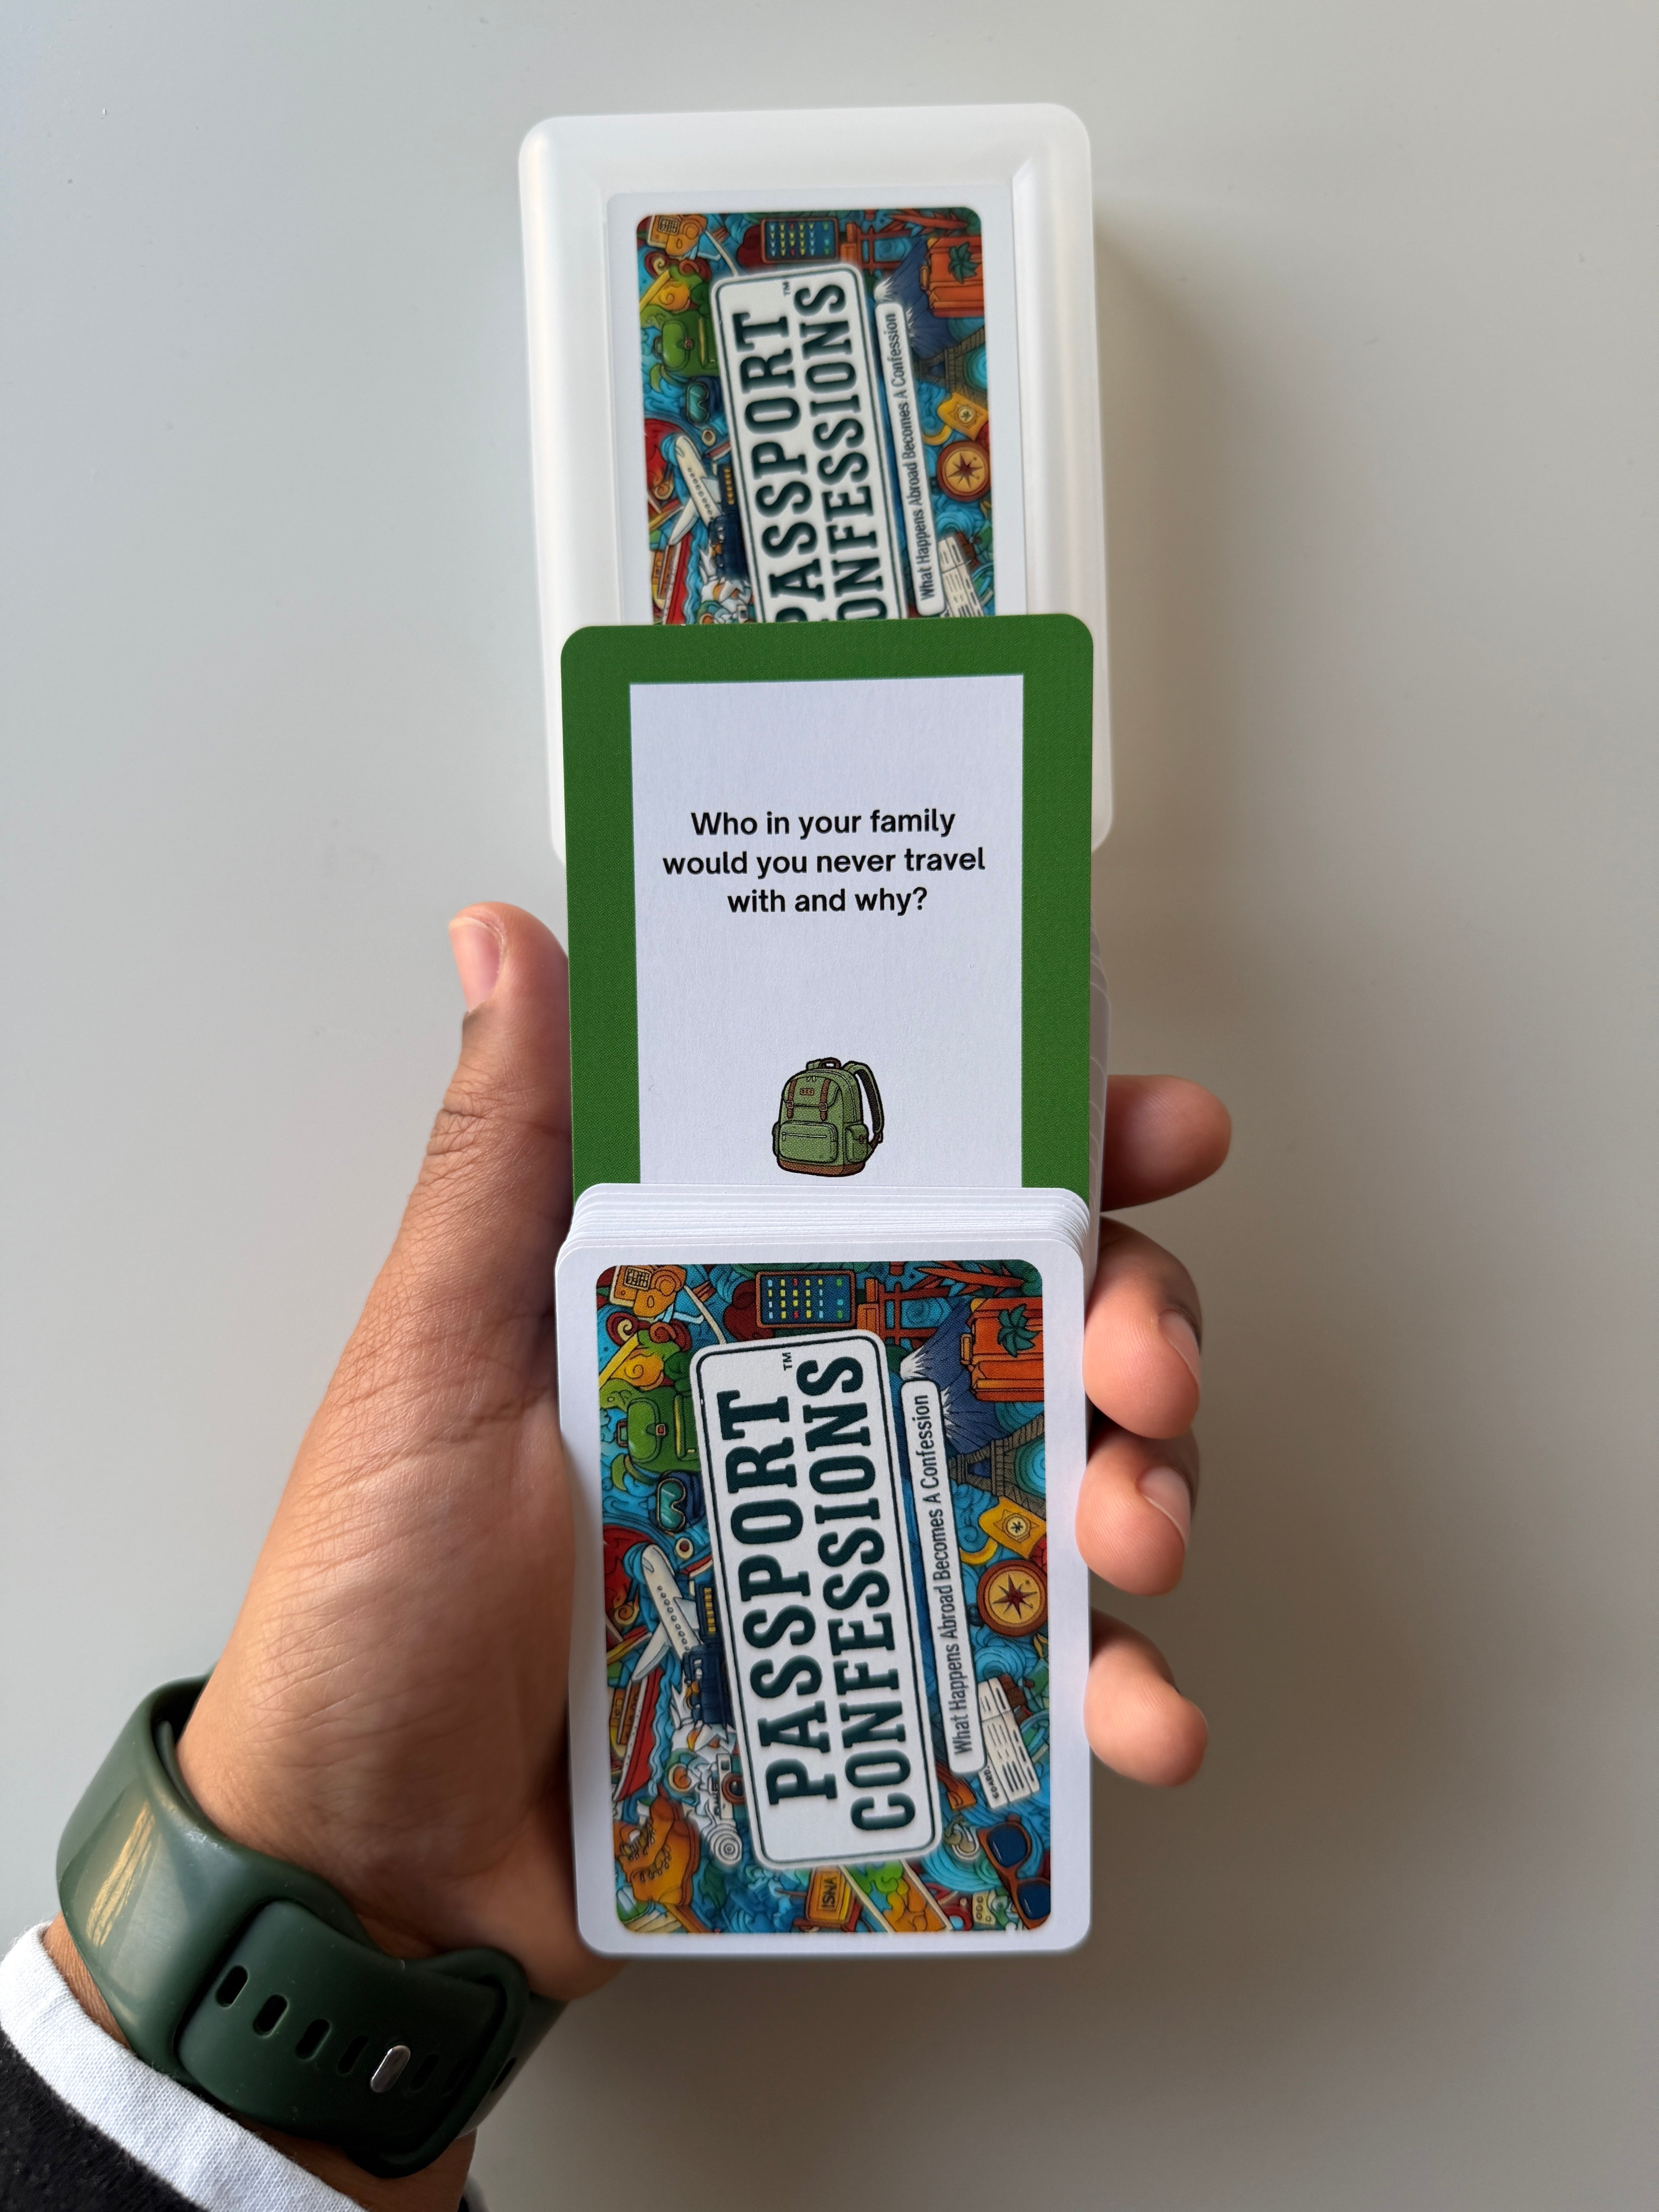 PASSPORT
ONFESSIONS
TM
What Happens Abroad Becomes A Confession
Who in your family
would you never travel
with and why?
PASSPORT
CONFESSIONS
TM
What Happens Abroad Becomes A Confession